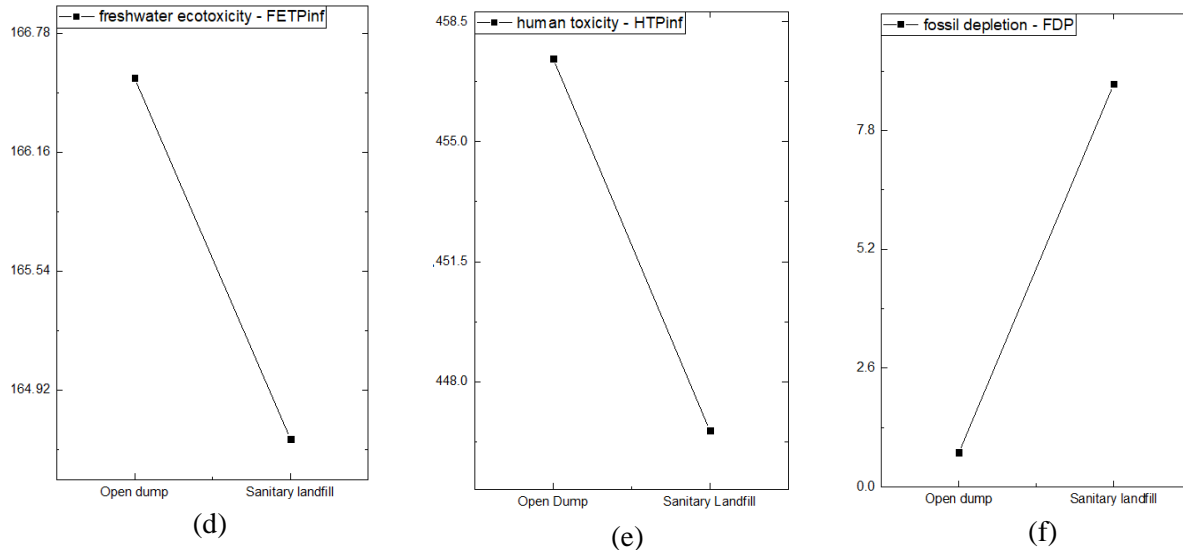 freshwater ecotoxicity - FETPinf
166.78
166.16
165.54
164.92
Open dump Sanitary landfill
(d)
human toxicity - HTPinf
458.5
455.0
451.5
448.0
Open Dump Sanitary Landfill
(e)
fossil depletion - FDP
7.8
5.2
2.6
0.0
Open dump Sanitary landfill
(f)